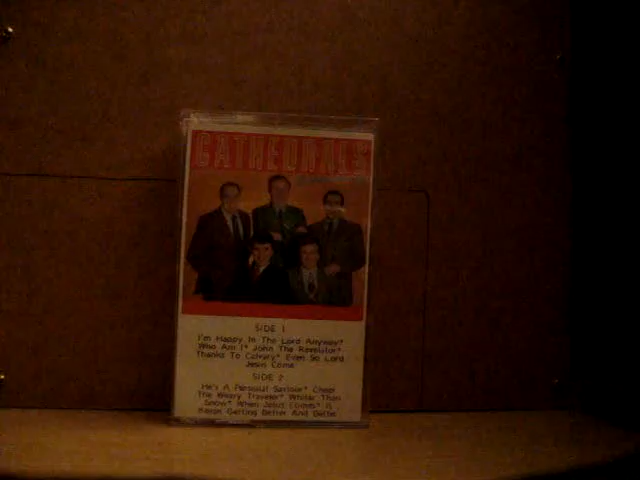 CATHEDRALS
SIDE 1
I'm Happy In The Lord Anyway*
Who Am I* John The Revelator*
Thanks To Calvary* Even So Lord
Jesus Come
SIDE 2
He's A Personal Saviour* Cheer
The Weary Traveler* Whiter Than
Snow* When Jesus Comes* It
Keeps Getting Better And Better